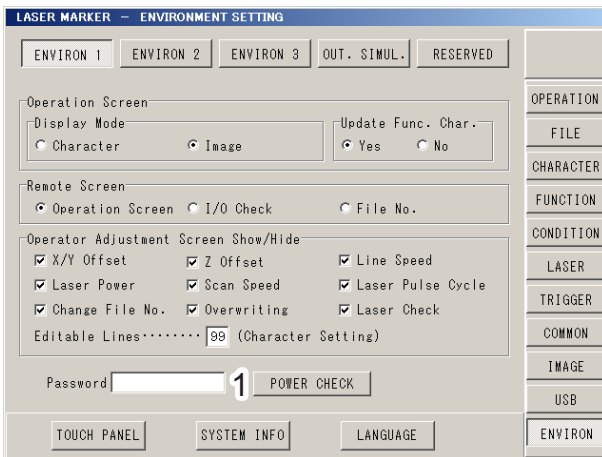 LASER MARKER – ENVIRONMENT SETTING
ENVIRON 1 ENVIRON 2 ENVIRON 3 OUT. SIMUL. RESERVED
Operation Screen
Display Mode
Character Image
Update Func. Char.
Yes No
Remote Screen
Operation Screen I/O Check File No.
Operator Adjustment Screen Show/Hide
X/Y Offset Z Offset Line Speed
Laser Power Scan Speed Laser Pulse Cycle
Change File No. Overwriting Laser Check
Editable Lines········ 99 (Character Setting)
Password 1 POWER CHECK
TOUCH PANEL SYSTEM INFO LANGUAGE
OPERATION
FILE
CHARACTER
FUNCTION
CONDITION
LASER
TRIGGER
COMMON
IMAGE
USB
ENVIRON